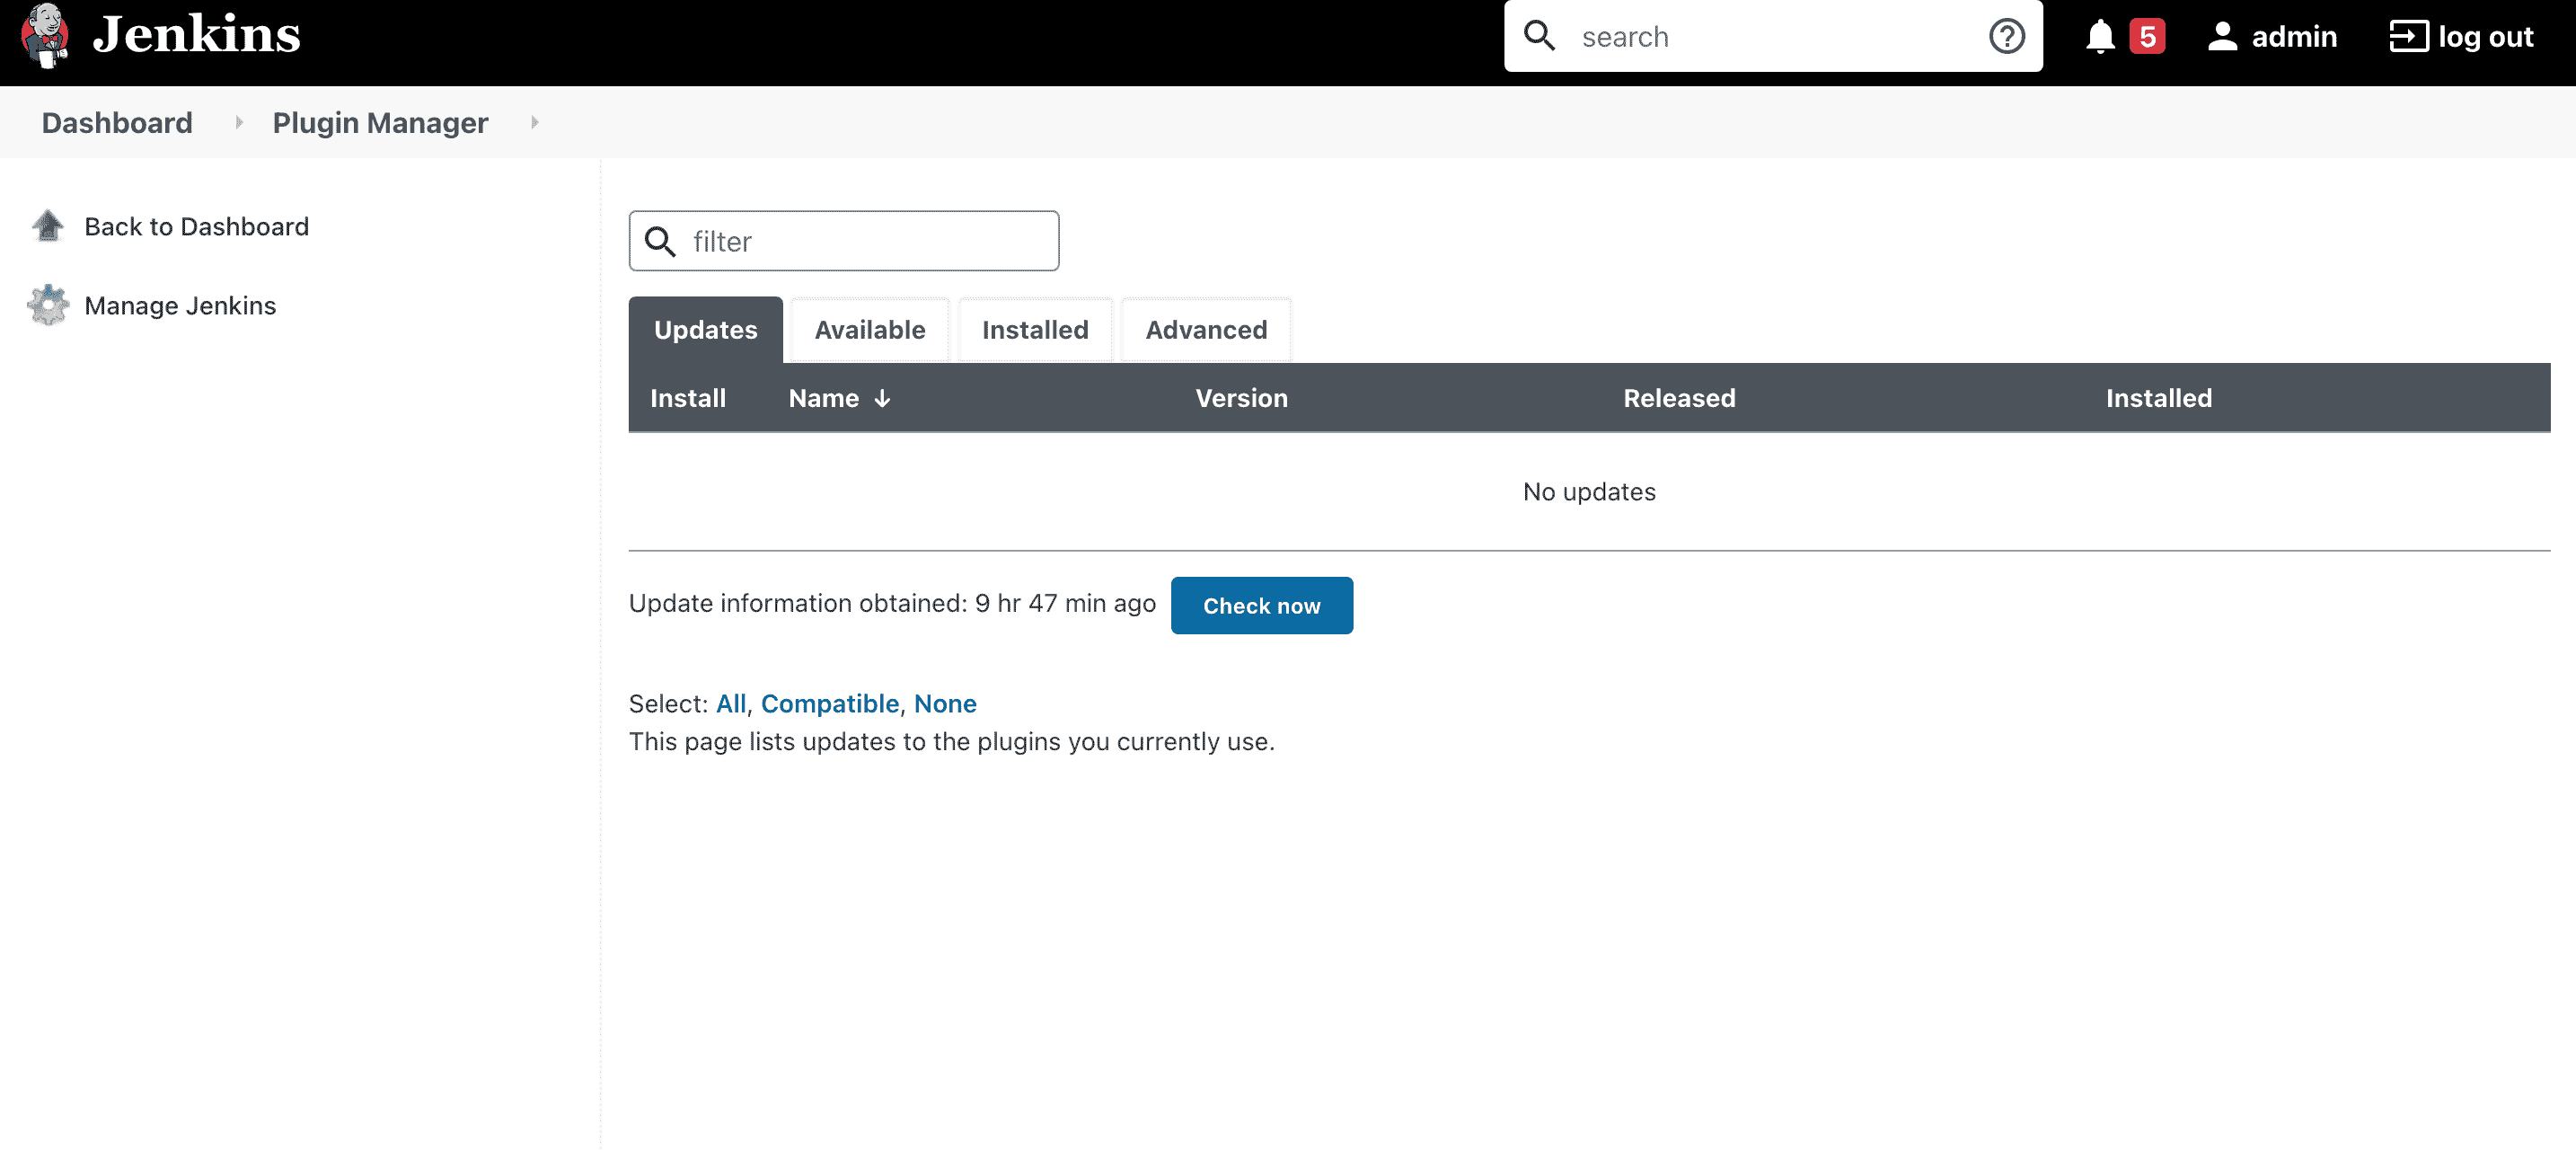 Jenkins
search
5
admin
log out
Dashboard
Plugin Manager
Back to Dashboard
Manage Jenkins
filter
Updates Available Installed Advanced
Install Name ↓ Version Released Installed
No updates
Update information obtained: 9 hr 47 min ago Check now
Select: All, Compatible, None
This page lists updates to the plugins you currently use.